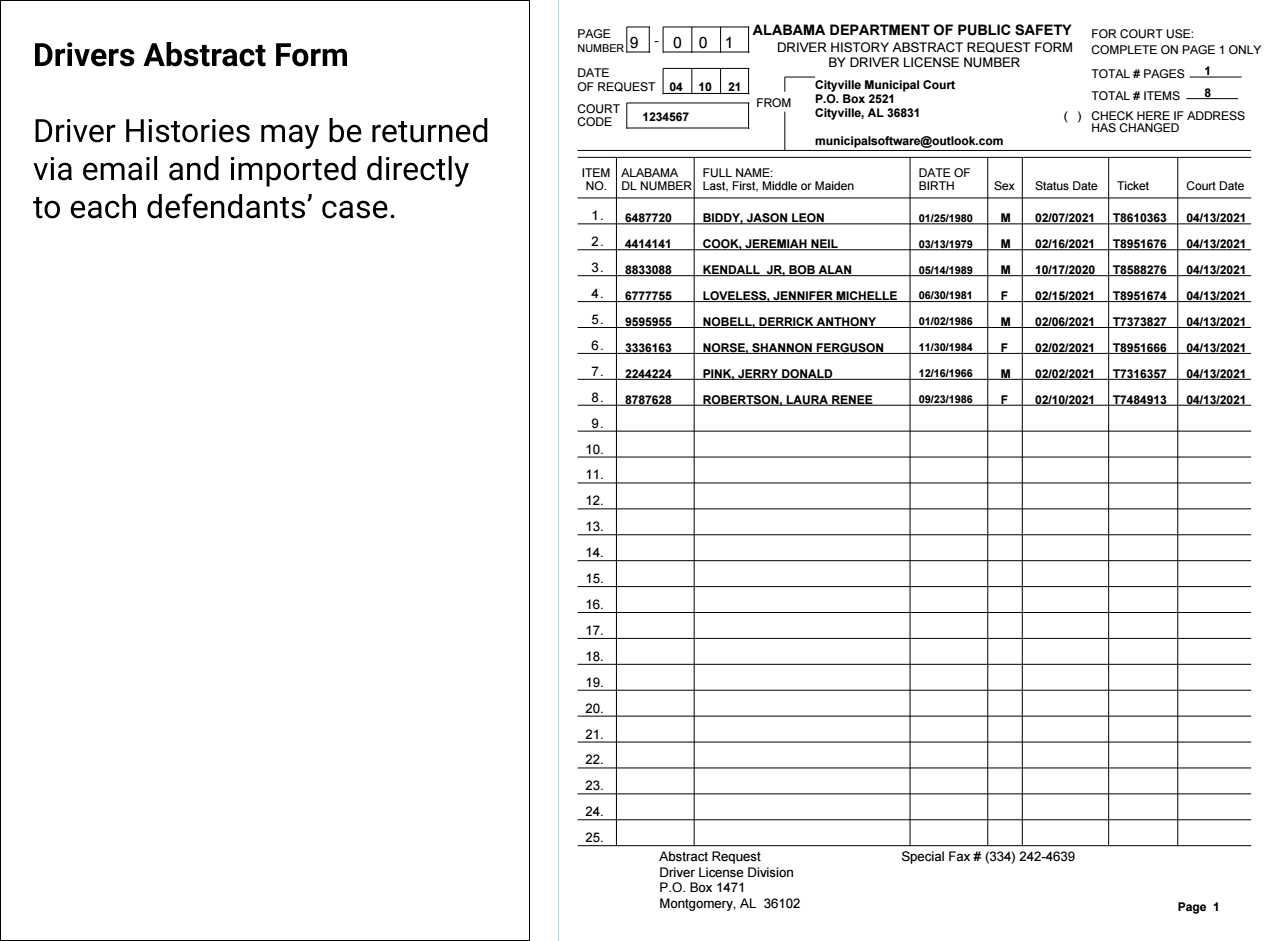 Drivers Abstract Form
Driver Histories may be returned
via email and imported directly
to each defendants’ case.
PAGE NUMBER 9 - 0 0 1
ALABAMA DEPARTMENT OF PUBLIC SAFETY
DRIVER HISTORY ABSTRACT REQUEST FORM
BY DRIVER LICENSE NUMBER
FOR COURT USE:
COMPLETE ON PAGE 1 ONLY
DATE OF REQUEST 04 10 21
TOTAL # PAGES 1
TOTAL # ITEMS 8
COURT CODE 1234567
FROM
Cityville Municipal Court
P.O. Box 2521
Cityville, AL 36831
municipalsoftware@outlook.com
( ) CHECK HERE IF ADDRESS
HAS CHANGED
ITEM NO. ALABAMA DL NUMBER FULL NAME: Last, First, Middle or Maiden DATE OF BIRTH Sex Status Date Ticket Court Date
1. 6487720 BIDDY, JASON LEON 01/25/1980 M 02/07/2021 T8610363 04/13/2021
2. 4414141 COOK, JEREMIAH NEIL 03/13/1979 M 02/16/2021 T8951676 04/13/2021
3. 8833088 KENDALL JR, BOB ALAN 05/14/1989 M 10/17/2020 T8588276 04/13/2021
4. 6777755 LOVELESS, JENNIFER MICHELLE 06/30/1981 F 02/15/2021 T8951674 04/13/2021
5. 9595955 NOBELL, DERRICK ANTHONY 01/02/1986 M 02/06/2021 T7373827 04/13/2021
6. 3336163 NORSE, SHANNON FERGUSON 11/30/1984 F 02/02/2021 T8951666 04/13/2021
7. 2244224 PINK, JERRY DONALD 12/16/1966 M 02/02/2021 T7316357 04/13/2021
8. 8787628 ROBERTSON, LAURA RENEE 09/23/1986 F 02/10/2021 T7484913 04/13/2021
9.
10.
11.
12.
13.
14.
15.
16.
17.
18.
19.
20.
21.
22.
23.
24.
25.
Abstract Request
Driver License Division
P.O. Box 1471
Montgomery, AL 36102
Special Fax # (334) 242-4639
Page 1